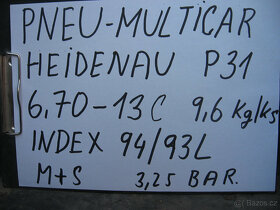 PNEU-MULTICAR
HEIDENAU P31
6,70-13C 9,6 Kg/ks
INDEX 94/93L
M+S 3,25 BAR.
Bazos.cz